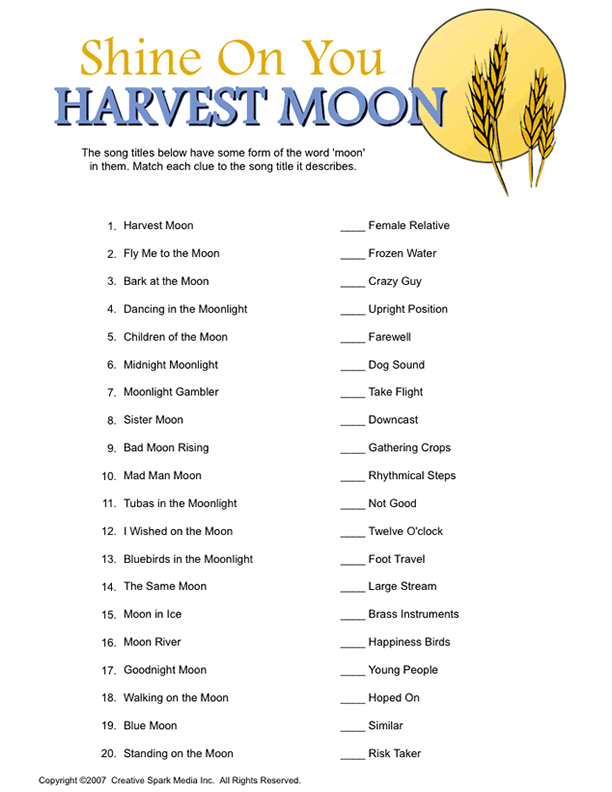 Shine On You
HARVEST MOON
The song titles below have some form of the word 'moon'
in them. Match each clue to the song title it describes.
1. Harvest Moon ____ Female Relative
2. Fly Me to the Moon ____ Frozen Water
3. Bark at the Moon ____ Crazy Guy
4. Dancing in the Moonlight ____ Upright Position
5. Children of the Moon ____ Farewell
6. Midnight Moonlight ____ Dog Sound
7. Moonlight Gambler ____ Take Flight
8. Sister Moon ____ Downcast
9. Bad Moon Rising ____ Gathering Crops
10. Mad Man Moon ____ Rhythmical Steps
11. Tubas in the Moonlight ____ Not Good
12. I Wished on the Moon ____ Twelve O'clock
13. Bluebirds in the Moonlight ____ Foot Travel
14. The Same Moon ____ Large Stream
15. Moon in Ice ____ Brass Instruments
16. Moon River ____ Happiness Birds
17. Goodnight Moon ____ Young People
18. Walking on the Moon ____ Hoped On
19. Blue Moon ____ Similar
20. Standing on the Moon ____ Risk Taker
Copyright ©2007 Creative Spark Media Inc. All Rights Reserved.